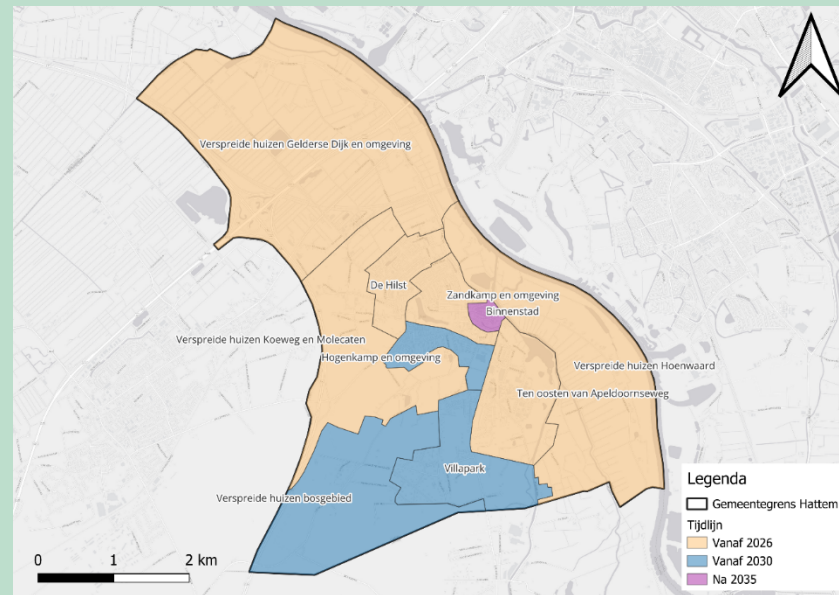 Verspreide huizen Gelderse Dijk en omgeving
De Hilst
Zandkamp en omgeving
Binnenstad
Verspreide huizen Koeweg en Molecaten
Hogenkamp en omgeving
Verspreide huizen Hoenwaard
Ten oosten van Apeldoornseweg
Villapark
Verspreide huizen bosgebied
0 1 2 km
Legenda
Gemeentegrens Hattem
Tijdlijn
Vanaf 2026
Vanaf 2030
Na 2035